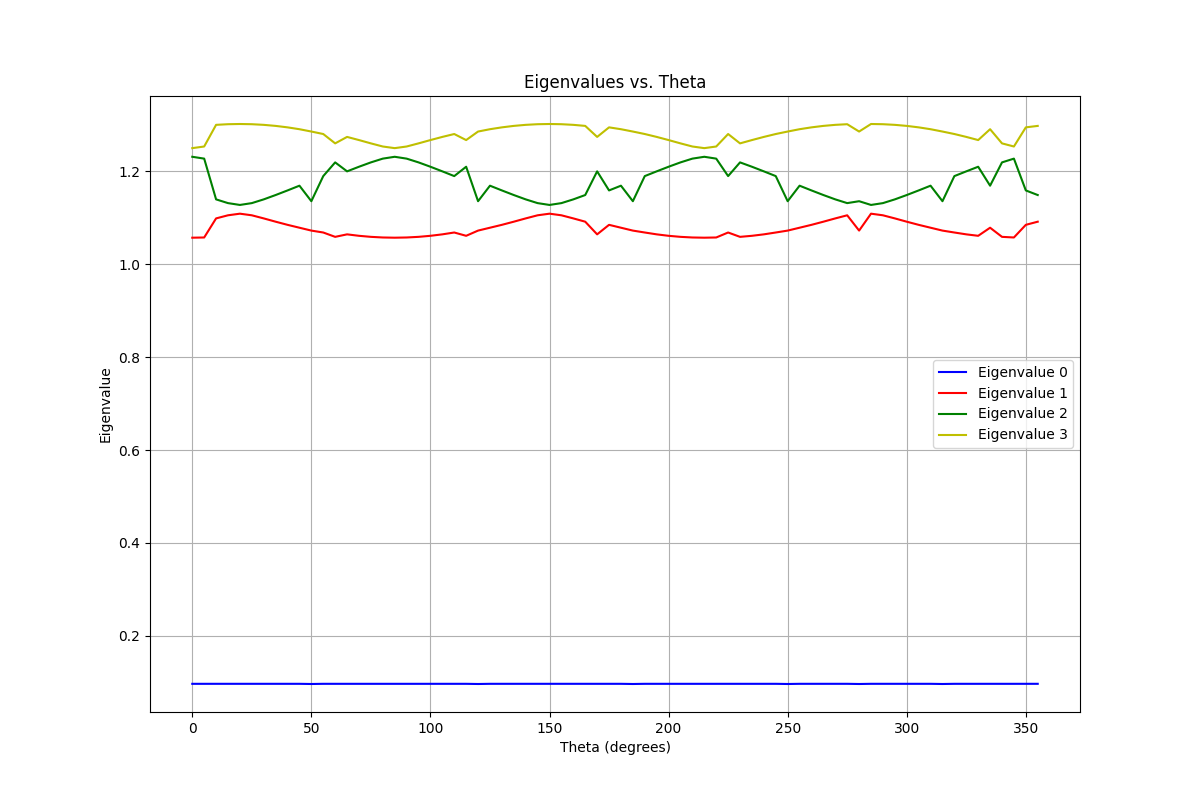 Eigenvalues vs. Theta
1.2
1.0
0.8
0.6
0.4
0.2
Eigenvalue
Eigenvalue 0
Eigenvalue 1
Eigenvalue 2
Eigenvalue 3
0 50 100 150 200 250 300 350
Theta (degrees)